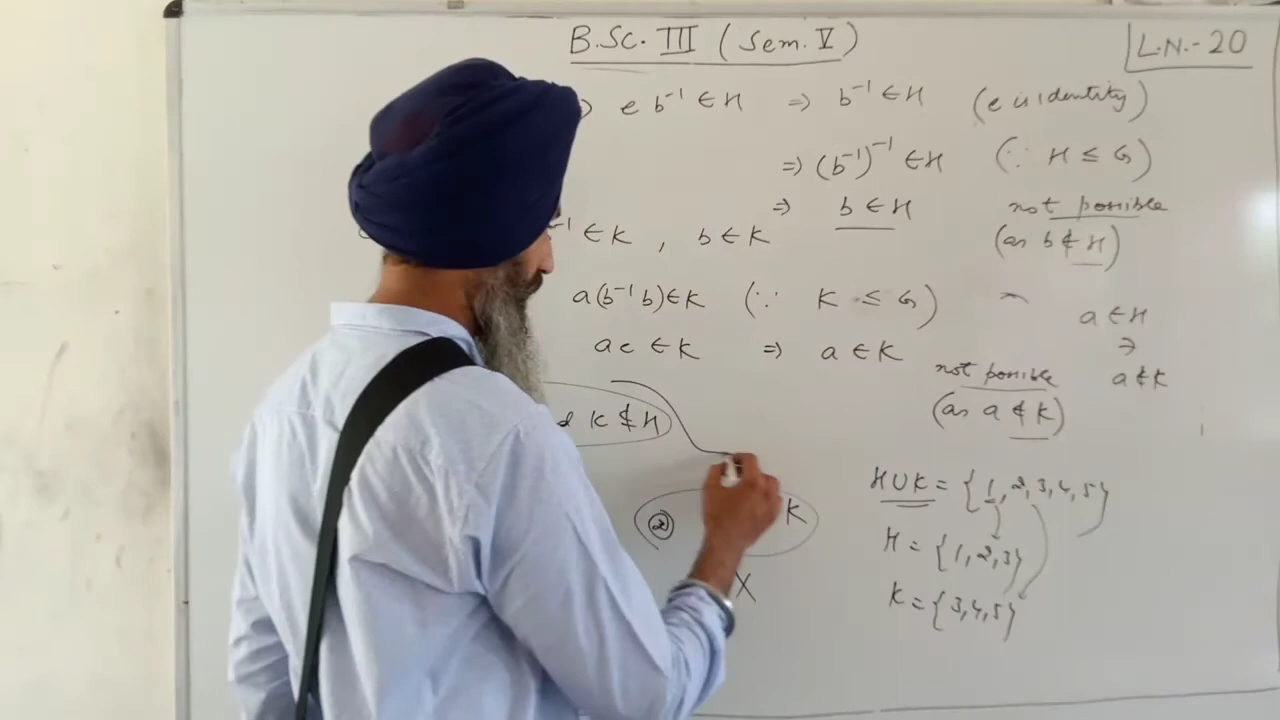 B.Sc. III (Sem. V)
L.N.-20
e b⁻¹ ∈ H ⇒ b⁻¹ ∈ H (e is identity)
⇒ (b⁻¹)⁻¹ ∈ H (∵ H ≤ G)
⇒ b ∈ H not possible
(as b ∉ H)
⁻¹ ∈ K , b ∈ K
a(b⁻¹b) ∈ K (∵ K ≤ G)
a ∈ H
⇒
a ∉ K
ae ∈ K ⇒ a ∈ K
not possible
(as a ∉ K)
K ⊄ H
② K
X
H∪K = {1,2,3,4,5}
H = {1,2,3}
K = {3,4,5}